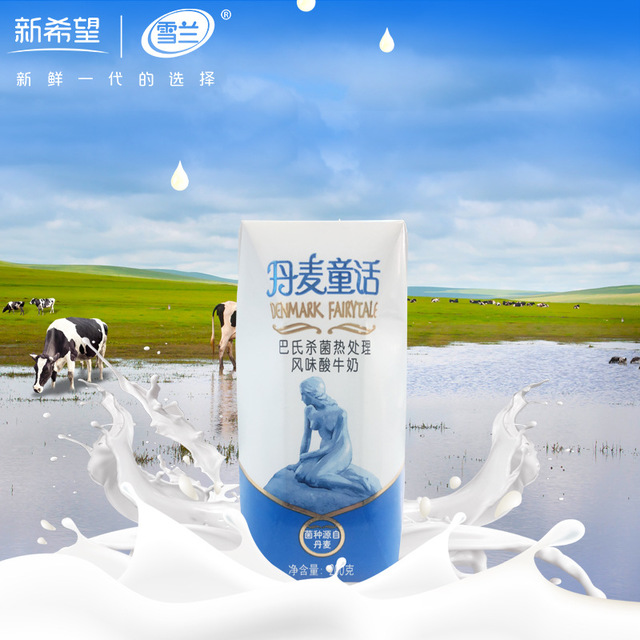 新希望
雪兰®
新鲜一代的选择
丹麦童话
DENMARK FAIRYTALE
巴氏杀菌热处理
风味酸牛奶
菌种源自
丹麦
净含量：
克